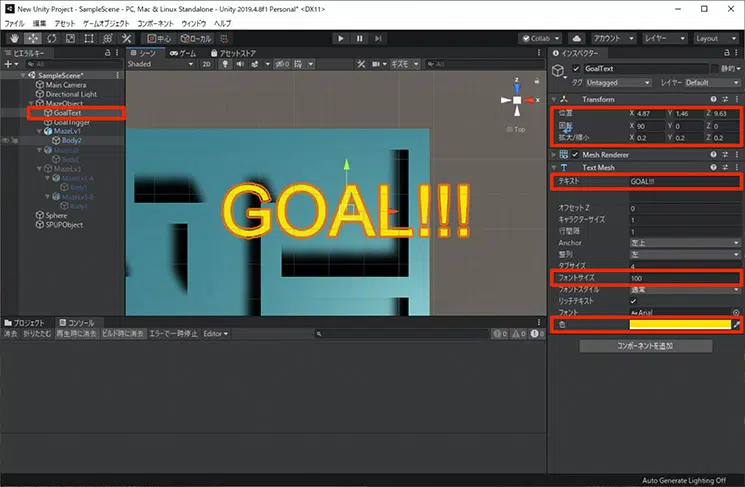 New Unity Project - SampleScene - PC, Mac & Linux Standalone - Unity 2019.4.8f1 Personal* <DX11>
ファイル 編集 アセット ゲームオブジェクト コンポーネント ウィンドウ ヘルプ
中心 ローカル Collab アカウント レイヤー Layout
ヒエラルキー
All
SampleScene*
Main Camera
Directional Light
MazeObject
GoalText
GoalTrigger
MazeLv1
Body2
MazeLv2
Body2
MazeLv3
MazeLv3-A
Body1
MazeLv3-B
Sphere
SPUPObject
シーン ゲーム アセットストア
Shaded 2D ギズモ All
z
x
Top
GOAL!!!
プロジェクト コンソール
消去 折りたたむ 再生時に消去 ビルド時に消去 エラーで一時停止 Editor
0 0 0
インスペクター
GoalText 静的
タグ Untagged レイヤー Default
Transform
位置 X 4.87 Y 1.46 Z 9.63
回転 X 90 Y 0 Z 0
拡大/縮小 X 0.2 Y 0.2 Z 0.2
Mesh Renderer
Text Mesh
テキスト GOAL!!!
オフセット Z 0
キャラクターサイズ 1
行間隔 1
Anchor 左上
整列 左
タブサイズ 4
フォントサイズ 100
フォントスタイル 通常
リッチテキスト
フォント Arial
色
コンポーネントを追加
Auto Generate Lighting Off